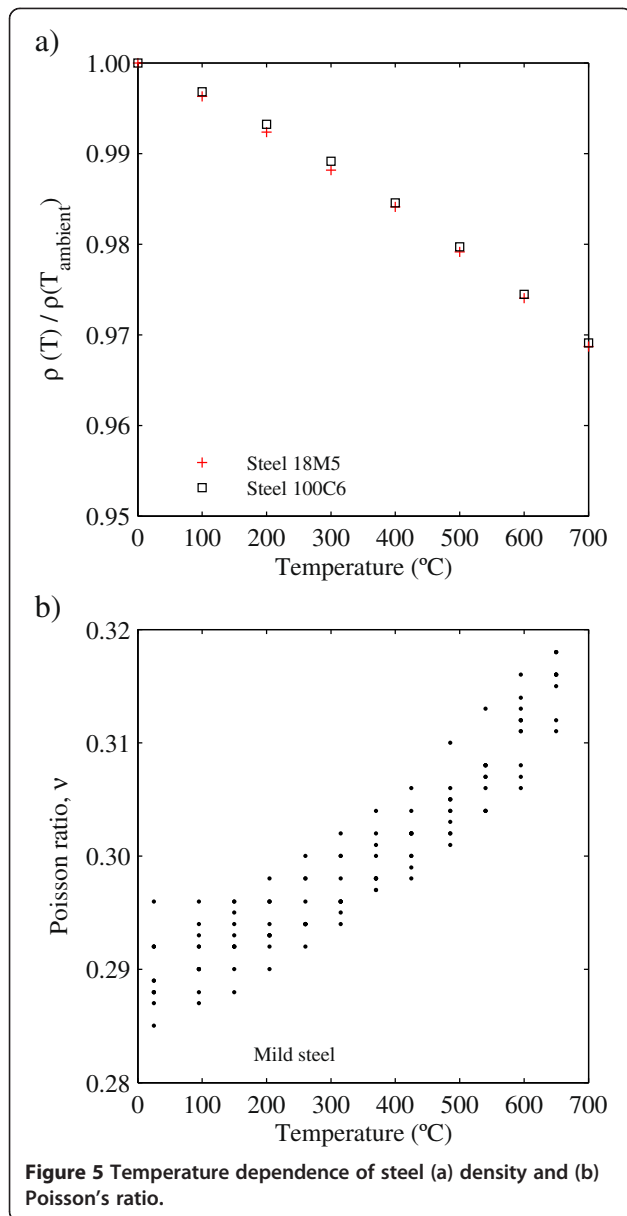 a)
1.00
0.99
0.98
0.97
0.96
0.95
ρ (T) / ρ(T_ambient)
+ Steel 18M5
□ Steel 100C6
0 100 200 300 400 500 600 700
Temperature (ºC)
b)
0.32
0.31
0.30
0.29
0.28
Poisson ratio, ν
Mild steel
0 100 200 300 400 500 600 700
Temperature (ºC)
Figure 5 Temperature dependence of steel (a) density and (b)
Poisson's ratio.